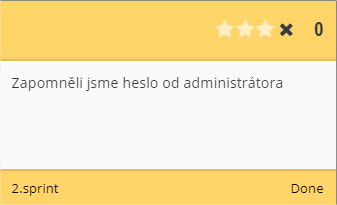 0
Zapomněli jsme heslo od administrátora
2.sprint Done